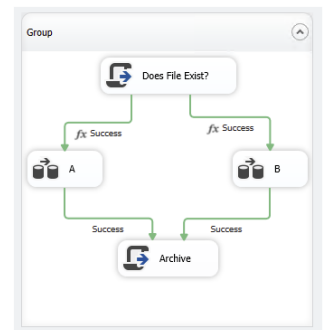 Group
Does File Exist?
fx Success
fx Success
A
B
Success
Success
Archive